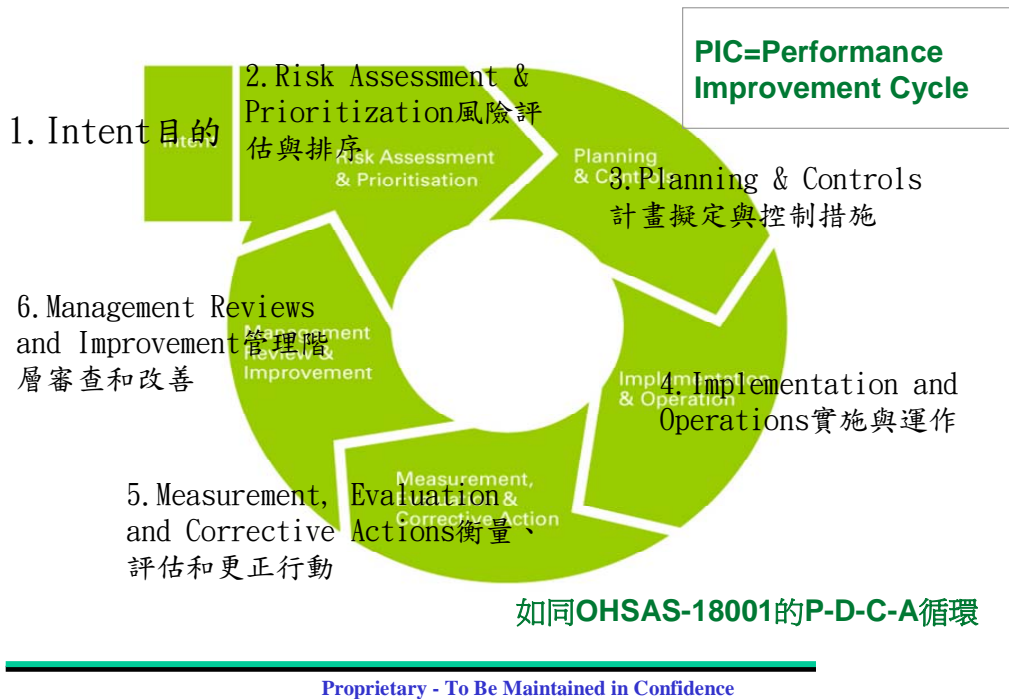 PIC=Performance
Improvement Cycle
1.Intent目的
Intent
2.Risk Assessment &
Prioritization風險評
估與排序
Risk Assessment
& Prioritisation
Planning
& Controls
3.Planning & Controls
計畫擬定與控制措施
Implementation
& Operation
4.Implementation and
Operations實施與運作
Measurement,
Evaluation &
Corrective Action
5.Measurement, Evaluation
and Corrective Actions衡量、
評估和更正行動
Management
Review &
Improvement
6.Management Reviews
and Improvement管理階
層審查和改善
如同OHSAS-18001的P-D-C-A循環
Proprietary - To Be Maintained in Confidence